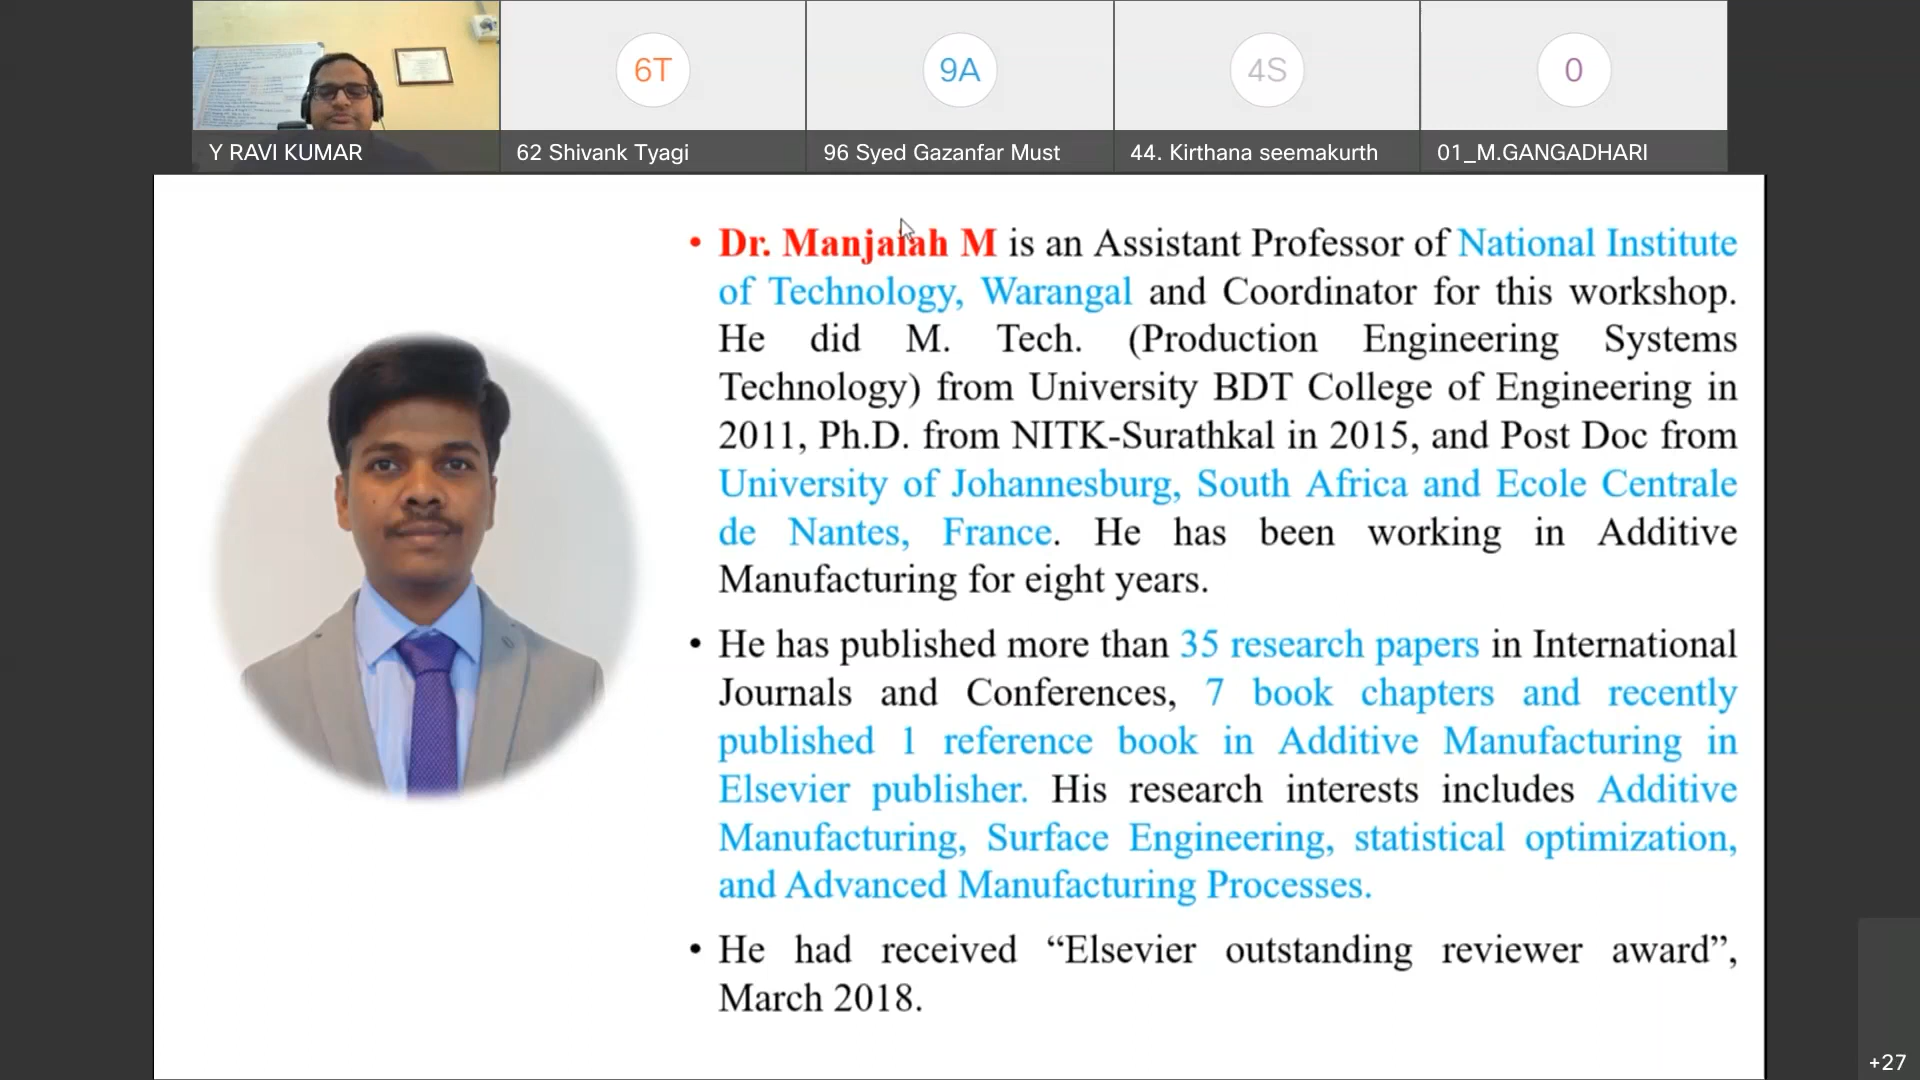 6T
9A
4S
0
Y RAVI KUMAR
62 Shivank Tyagi
96 Syed Gazanfar Must
44. Kirthana seemakurth
01_M.GANGADHARI
• Dr. Manjaiah M is an Assistant Professor of National Institute
of Technology, Warangal and Coordinator for this workshop.
He did M. Tech. (Production Engineering Systems
Technology) from University BDT College of Engineering in
2011, Ph.D. from NITK-Surathkal in 2015, and Post Doc from
University of Johannesburg, South Africa and Ecole Centrale
de Nantes, France. He has been working in Additive
Manufacturing for eight years.
• He has published more than 35 research papers in International
Journals and Conferences, 7 book chapters and recently
published 1 reference book in Additive Manufacturing in
Elsevier publisher. His research interests includes Additive
Manufacturing, Surface Engineering, statistical optimization,
and Advanced Manufacturing Processes.
• He had received “Elsevier outstanding reviewer award”,
March 2018.
+27